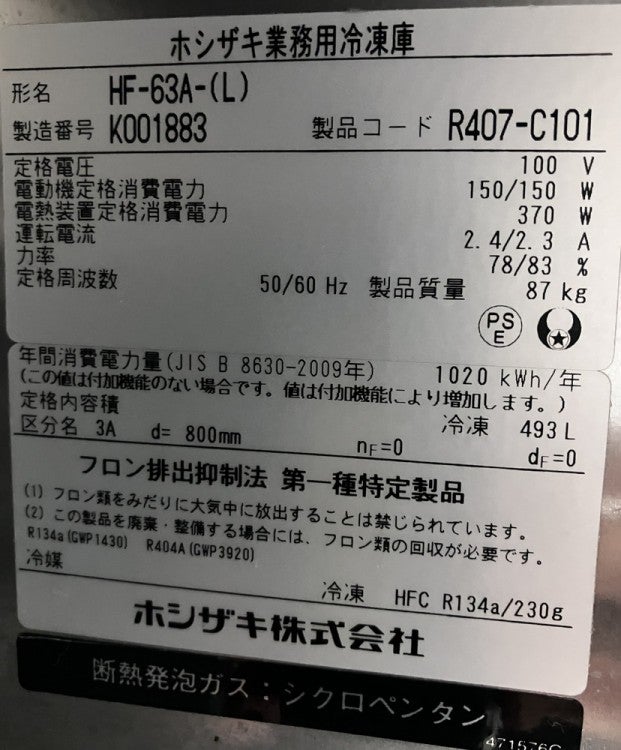 ホシザキ業務用冷凍庫
形名 HF-63A-(L)
製造番号 K001883 製品コード R407-C101
定格電圧 100 V
電動機定格消費電力 150/150 W
電熱装置定格消費電力 370 W
運転電流 2.4/2.3 A
力率 78/83 %
定格周波数 50/60 Hz 製品質量 87 kg
PS
E
年間消費電力量(JIS B 8630-2009年) 1020 kWh/年
(この値は付加機能のない場合です。値は付加機能により増加します。)
定格内容積 冷凍 493 L
区分名 3A d= 800mm nF=0 dF=0
フロン排出抑制法 第一種特定製品
(1) フロン類をみだりに大気中に放出することは禁じられています。
(2) この製品を廃棄・整備する場合には、フロン類の回収が必要です。
R134a(GWP1430) R404A(GWP3920)
冷媒
冷凍 HFC R134a/230g
ホシザキ株式会社
断熱発泡ガス:シクロペンタン